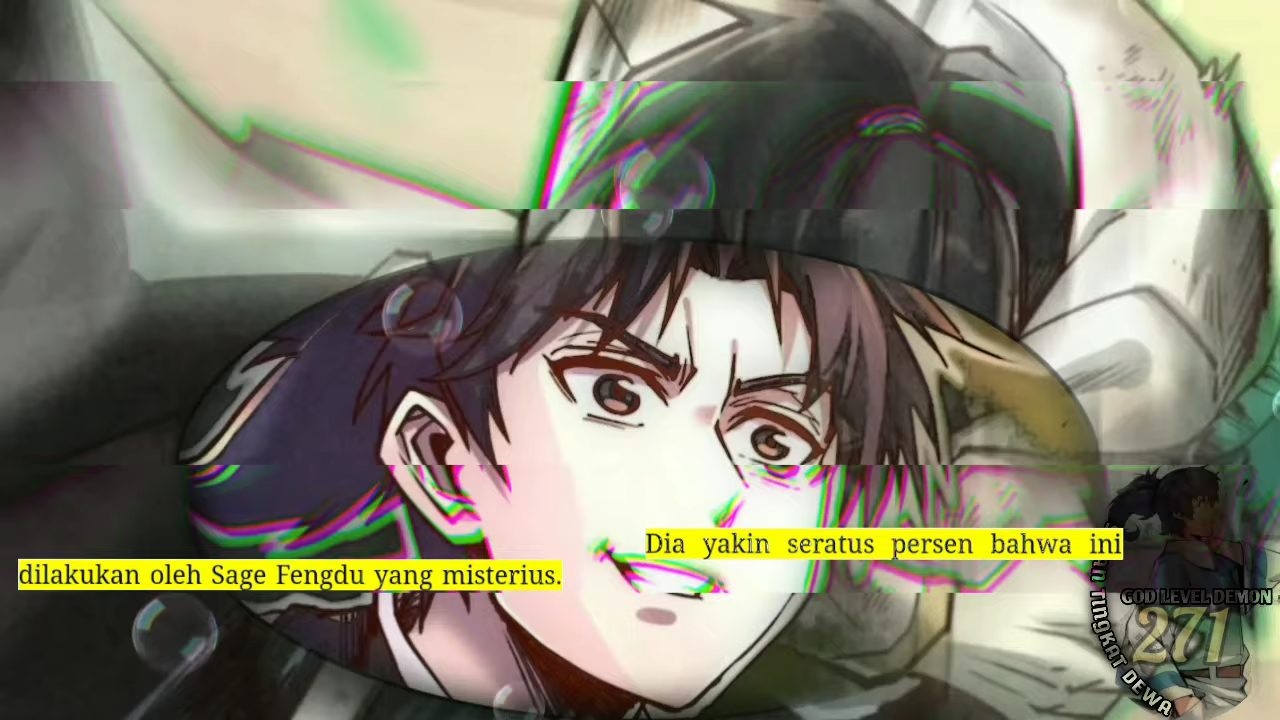 Dia yakin seratus persen bahwa ini
dilakukan oleh Sage Fengdu yang misterius.
GOD LEVEL DEMON
271
TINGKAT DEWA